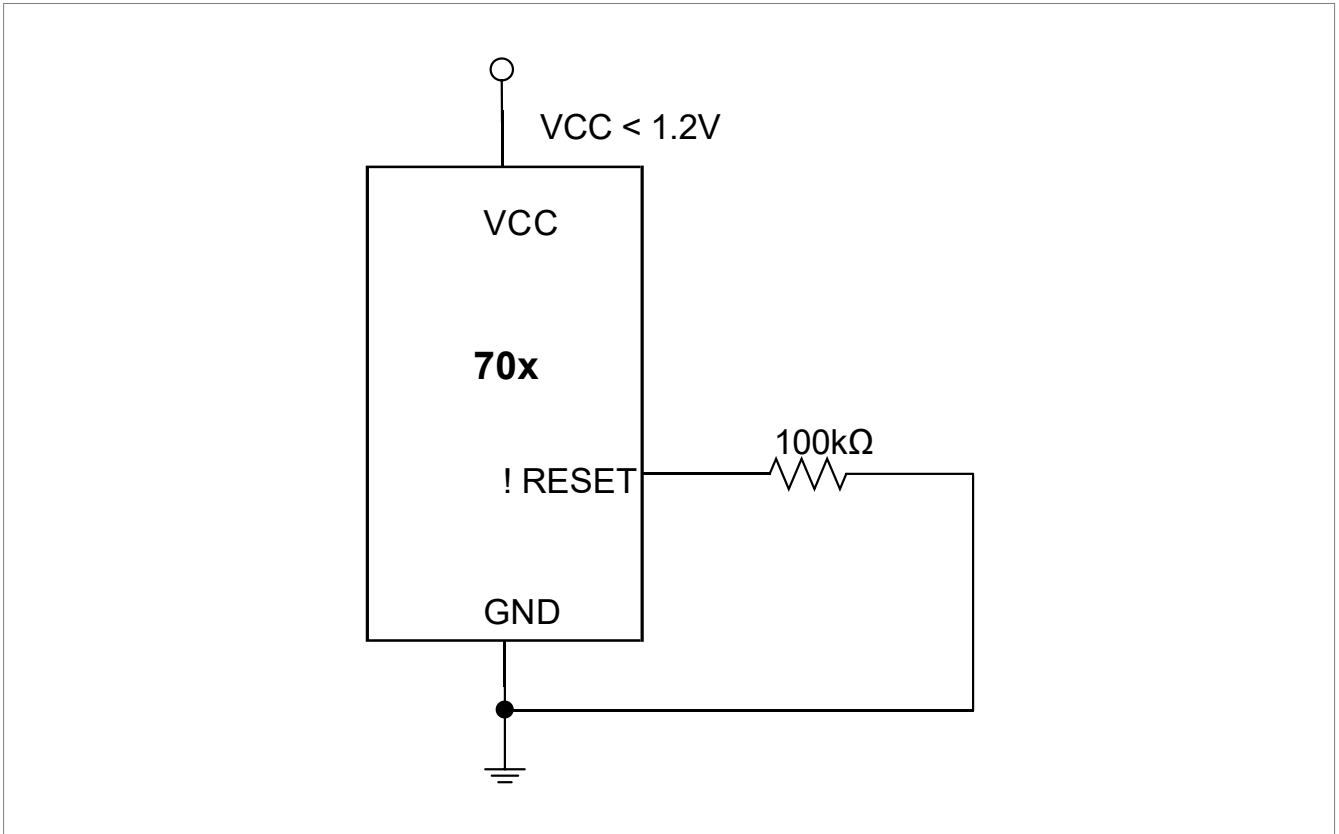 VCC < 1.2V
VCC
70x
100kΩ
! RESET
GND